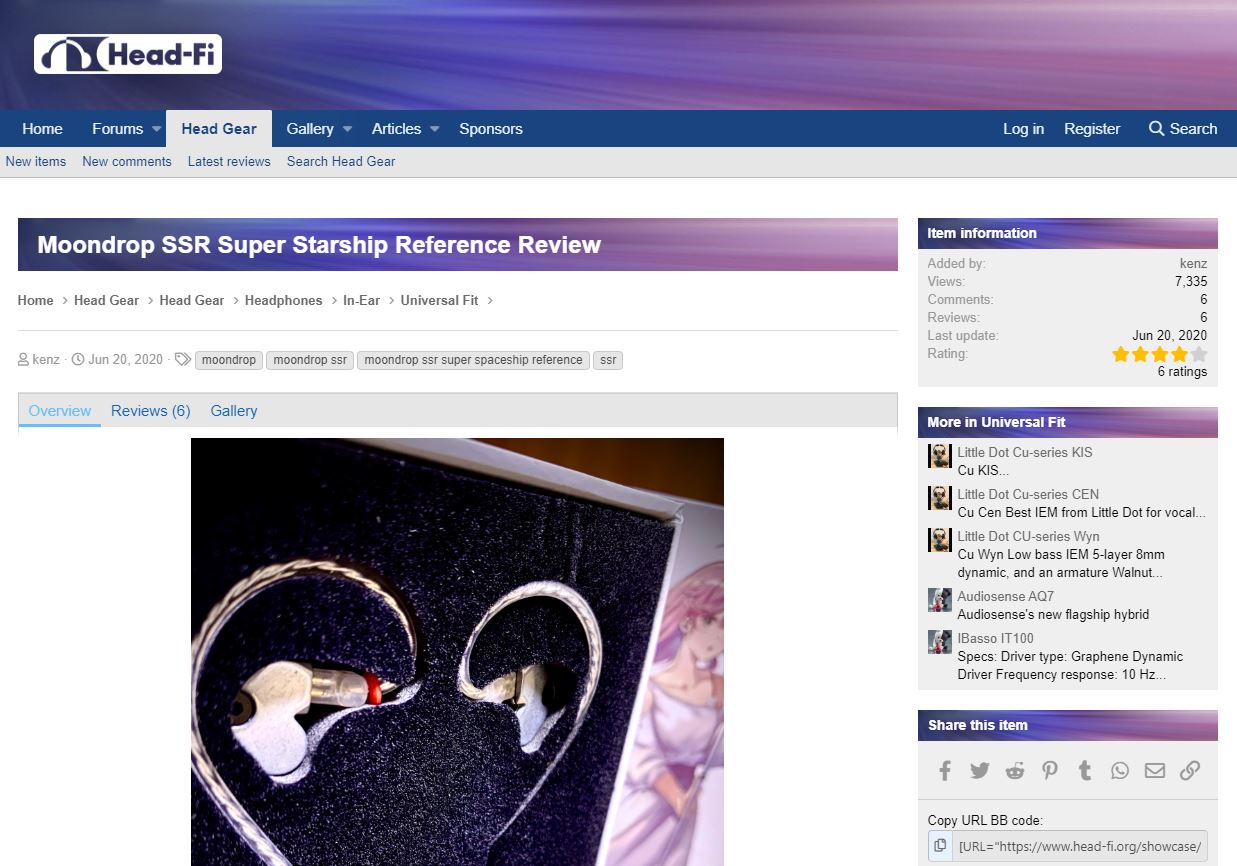 Head-Fi
Home Forums Head Gear Gallery Articles Sponsors Log in Register Search
New items New comments Latest reviews Search Head Gear
Moondrop SSR Super Starship Reference Review
Home Head Gear Head Gear Headphones In-Ear Universal Fit
kenz · Jun 20, 2020 · moondrop moondrop ssr moondrop ssr super spaceship reference ssr
Overview Reviews (6) Gallery
Item information
Added by: kenz
Views: 7,335
Comments: 6
Reviews: 6
Last update: Jun 20, 2020
Rating:
6 ratings
More in Universal Fit
Little Dot Cu-series KIS
Cu KIS...
Little Dot Cu-series CEN
Cu Cen Best IEM from Little Dot for vocal...
Little Dot CU-series Wyn
Cu Wyn Low bass IEM 5-layer 8mm
dynamic, and an armature Walnut...
Audiosense AQ7
Audiosense's new flagship hybrid
IBasso IT100
Specs: Driver type: Graphene Dynamic
Driver Frequency response: 10 Hz...
Share this item
Copy URL BB code:
[URL="https://www.head-fi.org/showcase/